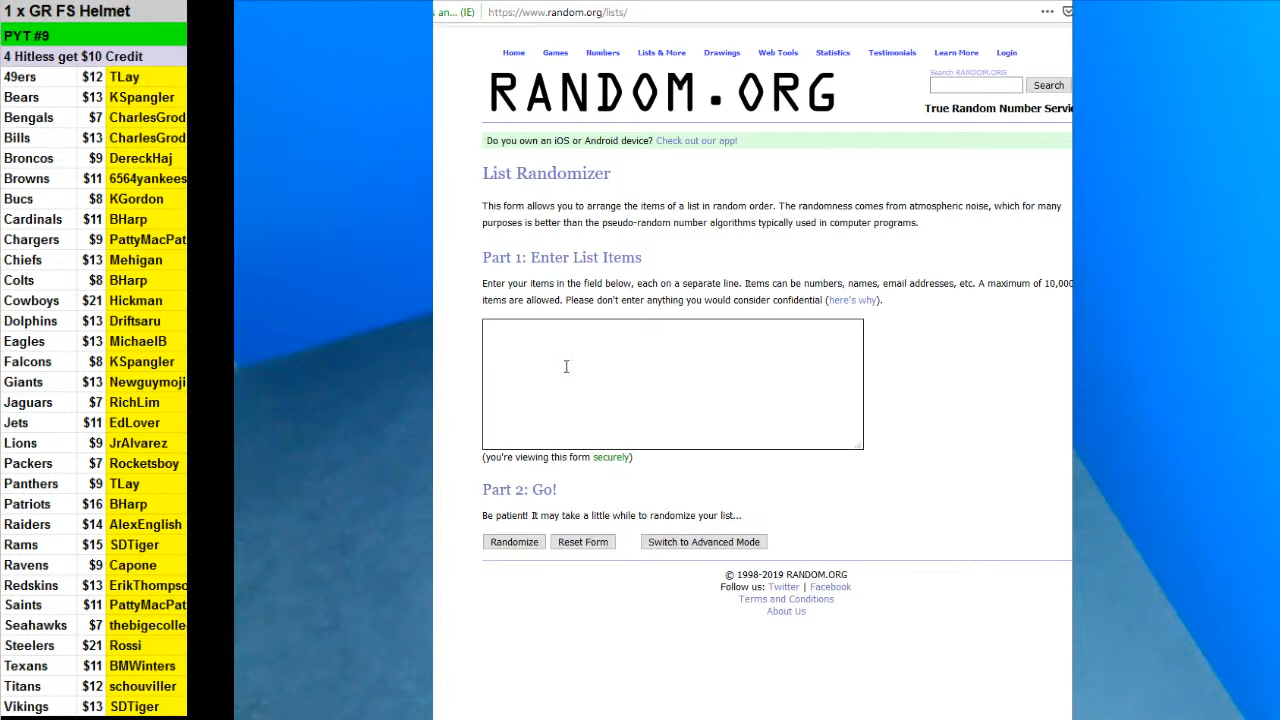 1 x GR FS Helmet
PYT #9
4 Hitless get $10 Credit
49ers $12 TLay
Bears $13 KSpangler
Bengals $7 CharlesGrod
Bills $13 CharlesGrod
Broncos $9 DereckHaj
Browns $11 6564yankees
Bucs $8 KGordon
Cardinals $11 BHarp
Chargers $9 PattyMacPat
Chiefs $13 Mehigan
Colts $8 BHarp
Cowboys $21 Hickman
Dolphins $13 Driftsaru
Eagles $13 MichaelB
Falcons $8 KSpangler
Giants $13 Newguymoji
Jaguars $7 RichLim
Jets $11 EdLover
Lions $9 JrAlvarez
Packers $7 Rocketsboy
Panthers $9 TLay
Patriots $16 BHarp
Raiders $14 AlexEnglish
Rams $15 SDTiger
Ravens $9 Capone
Redskins $13 ErikThompso
Saints $11 PattyMacPat
Seahawks $7 thebigecolle
Steelers $21 Rossi
Texans $11 BMWinters
Titans $12 schouviller
Vikings $13 SDTiger
s an... (IE) https://www.random.org/lists/
Home Games Numbers Lists & More Drawings Web Tools Statistics Testimonials Learn More Login
RANDOM.ORG
Search RANDOM.ORG
Search
True Random Number Servi
Do you own an iOS or Android device? Check out our app!
List Randomizer
This form allows you to arrange the items of a list in random order. The randomness comes from atmospheric noise, which for many
purposes is better than the pseudo-random number algorithms typically used in computer programs.
Part 1: Enter List Items
Enter your items in the field below, each on a separate line. Items can be numbers, names, email addresses, etc. A maximum of 10,000
items are allowed. Please don't enter anything you would consider confidential (here's why).
(you're viewing this form securely)
Part 2: Go!
Be patient! It may take a little while to randomize your list...
Randomize Reset Form Switch to Advanced Mode
© 1998-2019 RANDOM.ORG
Follow us: Twitter | Facebook
Terms and Conditions
About Us